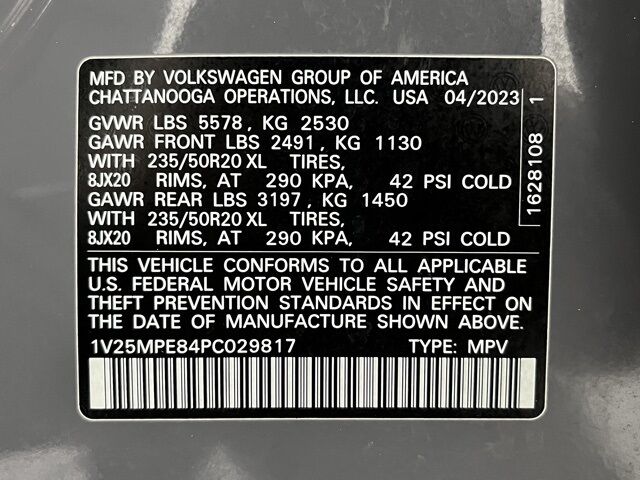 MFD BY VOLKSWAGEN GROUP OF AMERICA
CHATTANOOGA OPERATIONS, LLC. USA 04/2023
GVWR LBS 5578, KG 2530
GAWR FRONT LBS 2491, KG 1130
WITH 235/50R20 XL TIRES,
8JX20 RIMS, AT 290 KPA, 42 PSI COLD
GAWR REAR LBS 3197, KG 1450
WITH 235/50R20 XL TIRES,
8JX20 RIMS, AT 290 KPA, 42 PSI COLD
THIS VEHICLE CONFORMS TO ALL APPLICABLE
U.S. FEDERAL MOTOR VEHICLE SAFETY AND
THEFT PREVENTION STANDARDS IN EFFECT ON
THE DATE OF MANUFACTURE SHOWN ABOVE.
1V25MPE84PC029817 TYPE: MPV
1628108 1